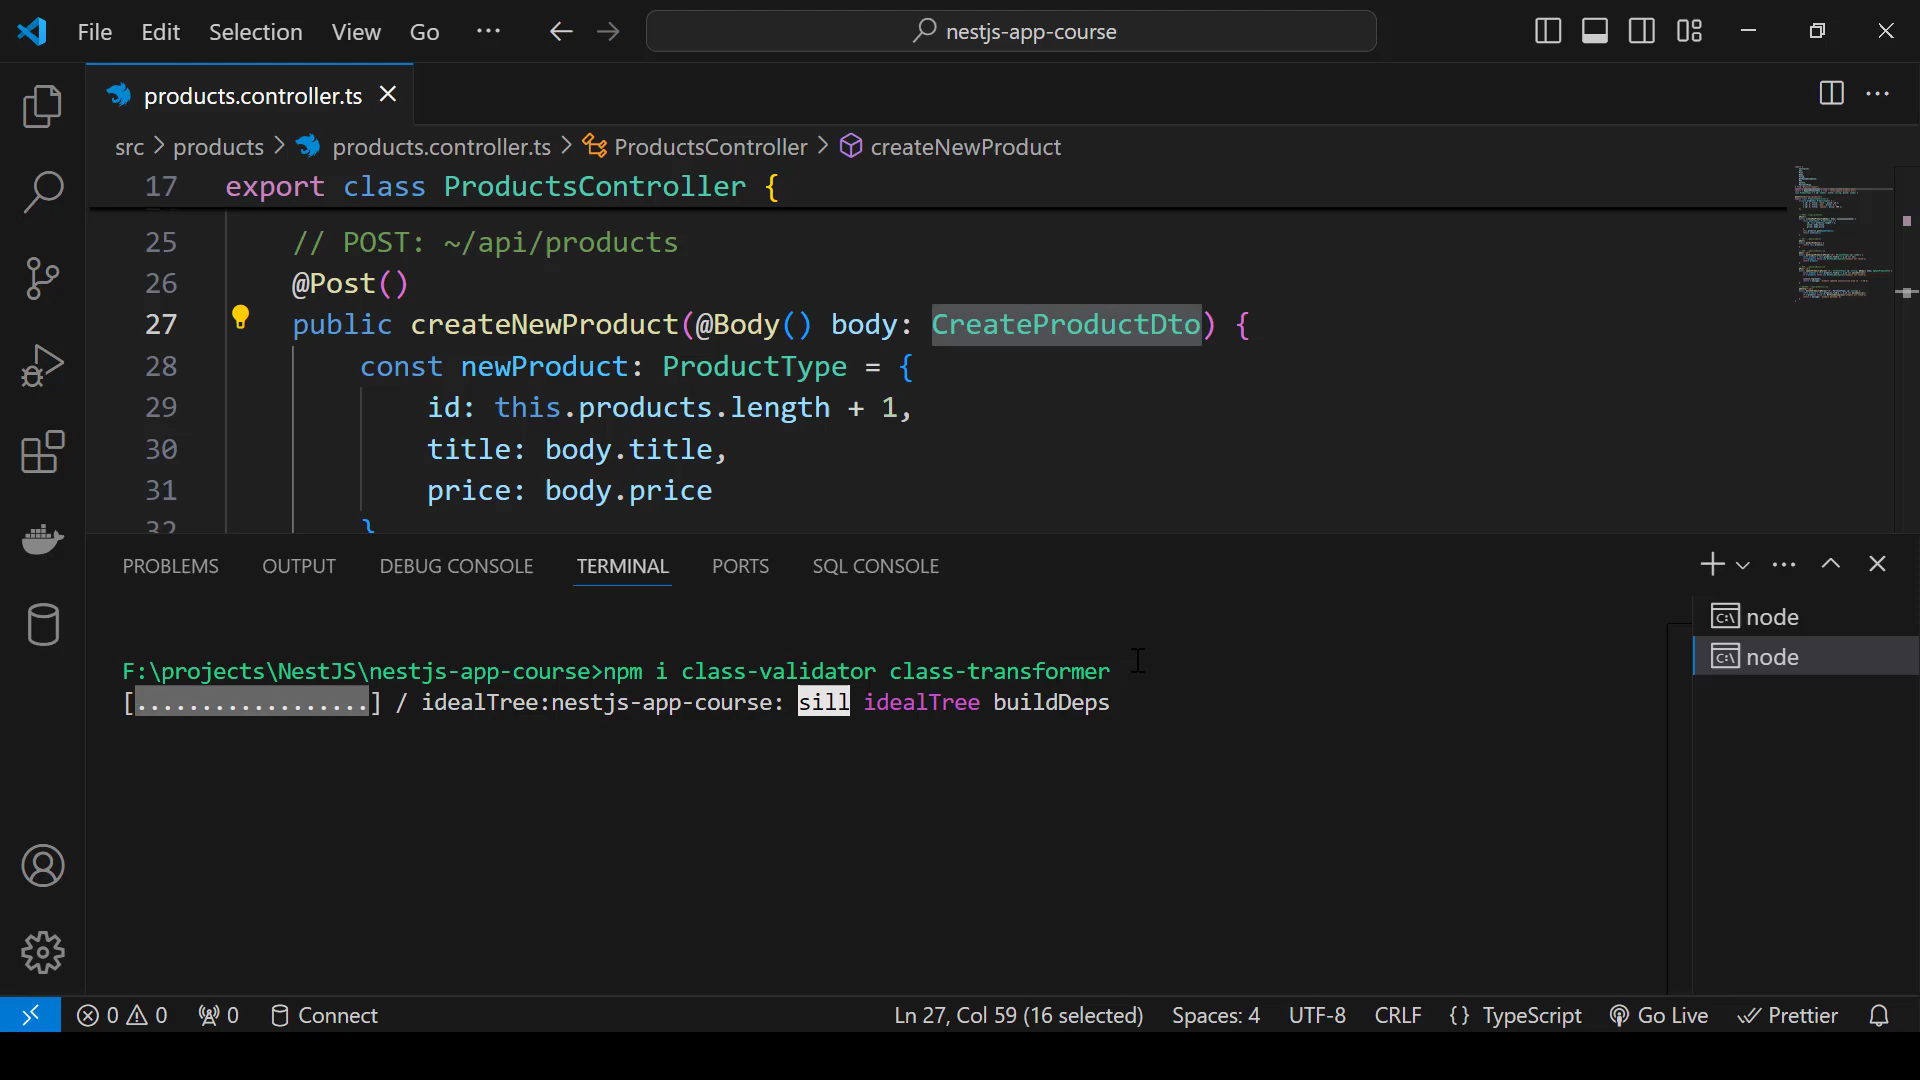 File Edit Selection View Go ··· nestjs-app-course
products.controller.ts
src > products > products.controller.ts > ProductsController > createNewProduct
17 export class ProductsController {
25 // POST: ~/api/products
26 @Post()
27 public createNewProduct(@Body() body: CreateProductDto) {
28 const newProduct: ProductType = {
29 id: this.products.length + 1,
30 title: body.title,
31 price: body.price
32 }
PROBLEMS OUTPUT DEBUG CONSOLE TERMINAL PORTS SQL CONSOLE
node
node
F:\projects\NestJS\nestjs-app-course>npm i class-validator class-transformer
[..................] / idealTree:nestjs-app-course: sill idealTree buildDeps
0 0 0 Connect Ln 27, Col 59 (16 selected) Spaces: 4 UTF-8 CRLF {} TypeScript Go Live Prettier